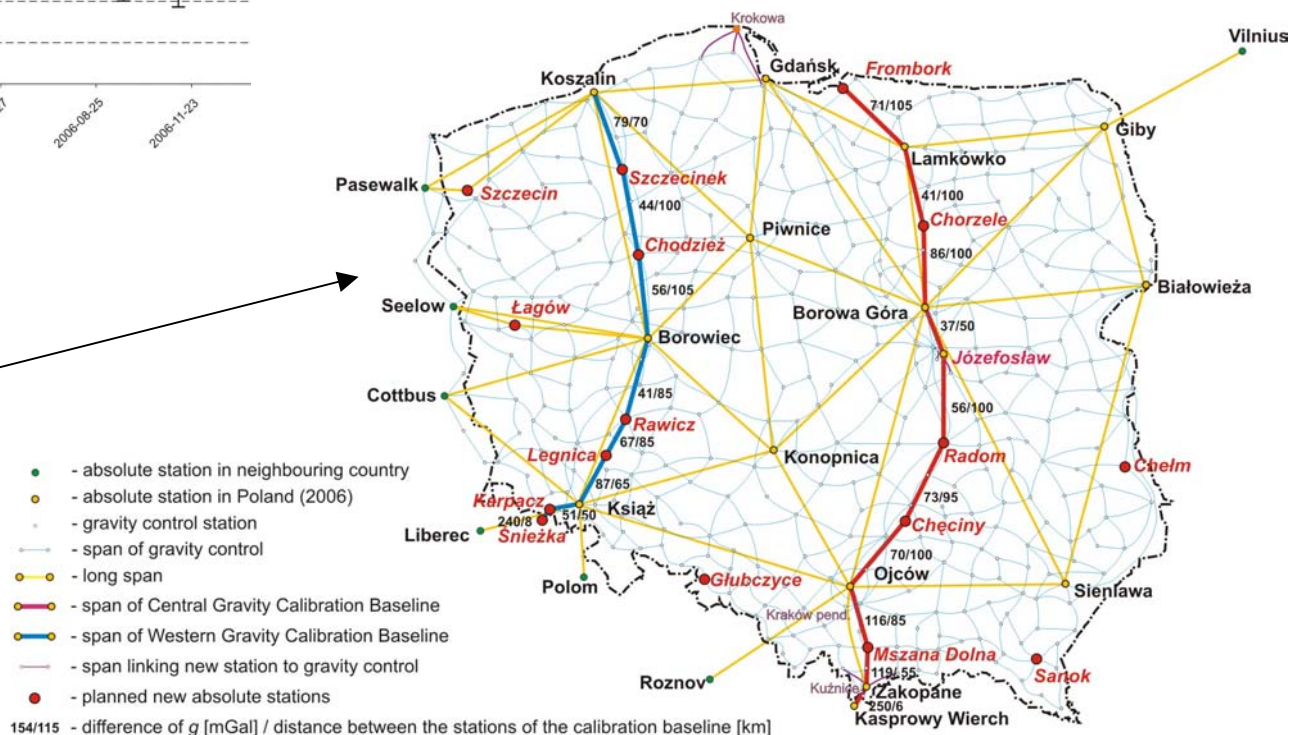 27
2006-08-25
2006-11-23
Krokowa
Vilnius
Gdańsk
Frombork
Koszalin
71/105
79/70
Giby
Lamkówko
Pasewalk
Szczecin
Szczecinek
44/100
41/100
Chorzele
Piwnice
Chodzież
86/100
56/105
Białowieża
Seelow
Łagów
Borowa Góra
37/50
Borowiec
Józefosław
Cottbus
41/85
56/100
Rawicz
Legnica
67/85
Konopnica
Radom
Chełm
87/65
73/95
Karpacz
Książ
51/50
240/8
Śnieżka
Liberec
Chęciny
70/100
Polom
Głubczyce
Ojców
Sieniawa
Kraków pend.
116/85
Mszana Dolna
Sanok
119/55
Roznov
Kuźnice
Zakopane
250/6
Kasprowy Wierch
- absolute station in neighbouring country
- absolute station in Poland (2006)
- gravity control station
- span of gravity control
- long span
- span of Central Gravity Calibration Baseline
- span of Western Gravity Calibration Baseline
- span linking new station to gravity control
- planned new absolute stations
154/115 - difference of g [mGal] / distance between the stations of the calibration baseline [km]